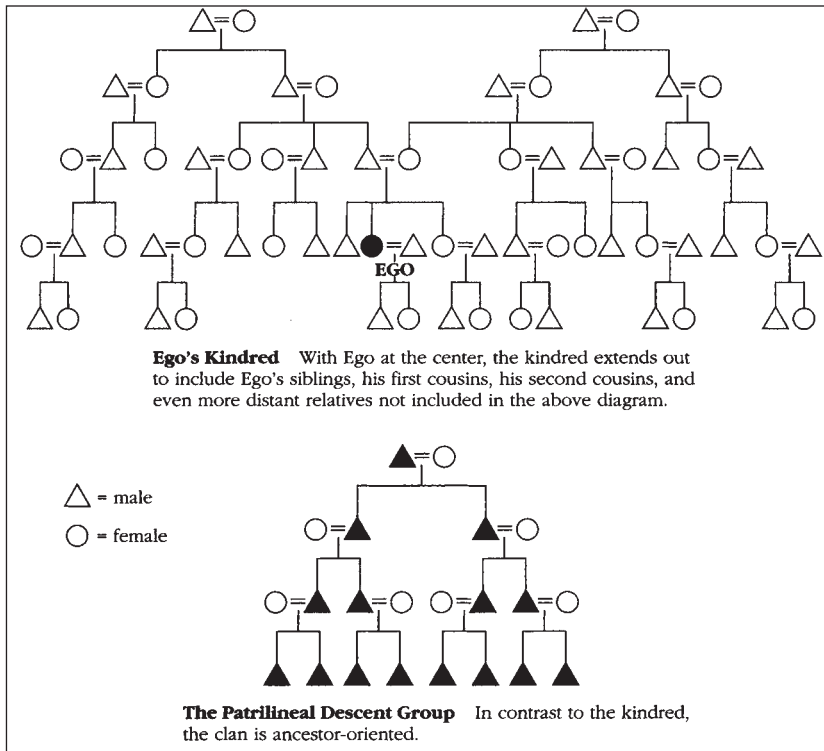 EGO
Ego's Kindred With Ego at the center, the kindred extends out
to include Ego's siblings, his first cousins, his second cousins, and
even more distant relatives not included in the above diagram.
= male
= female
The Patrilineal Descent Group In contrast to the kindred,
the clan is ancestor-oriented.